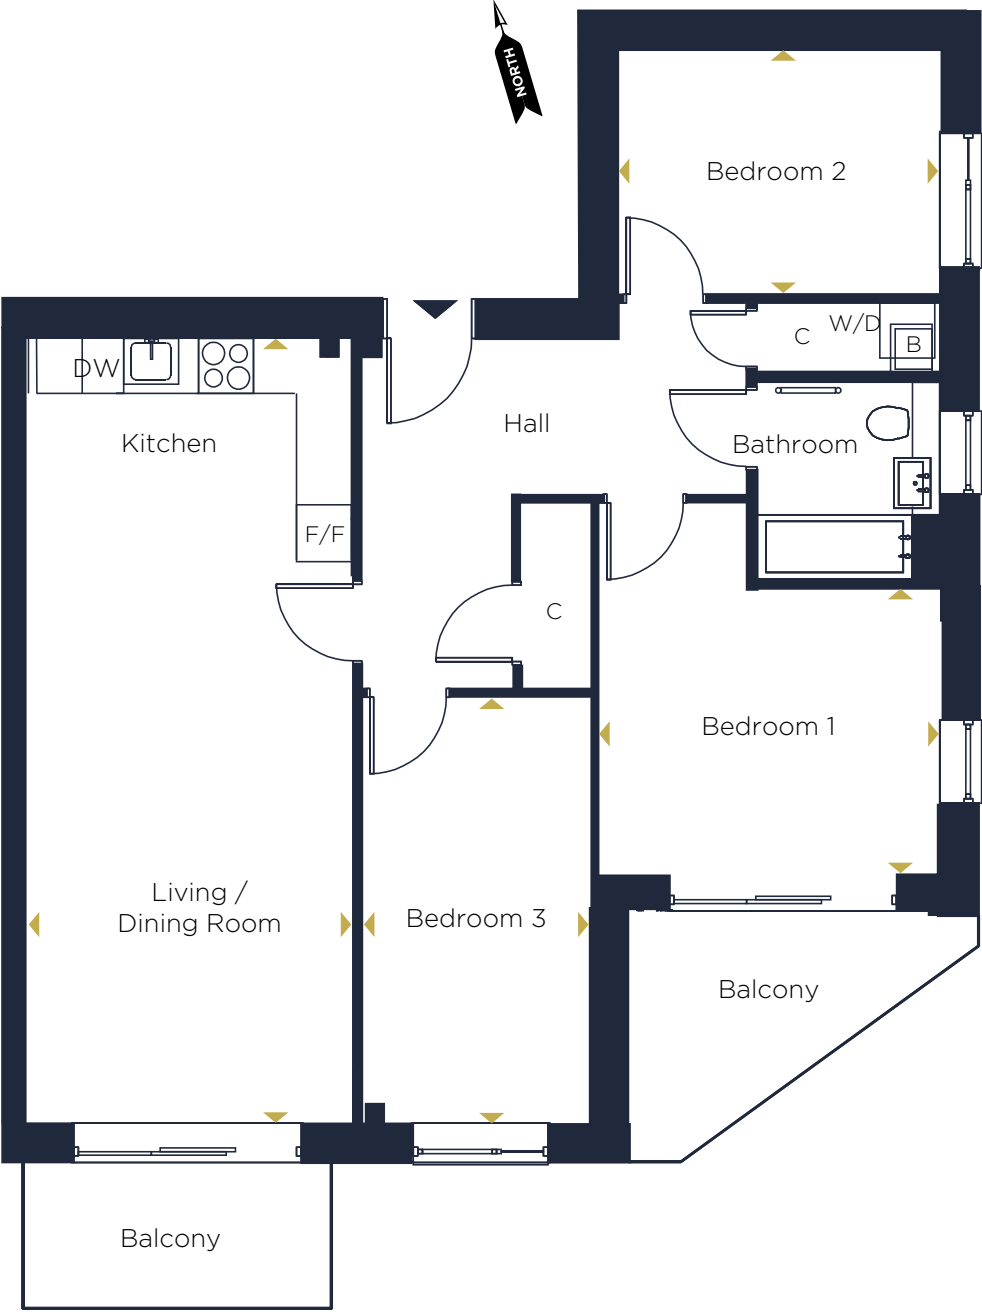 NORTH
Bedroom 2
C
W/D
B
DW
Kitchen
Hall
Bathroom
F/F
C
Bedroom 1
Living /
Dining Room
Bedroom 3
Balcony
Balcony